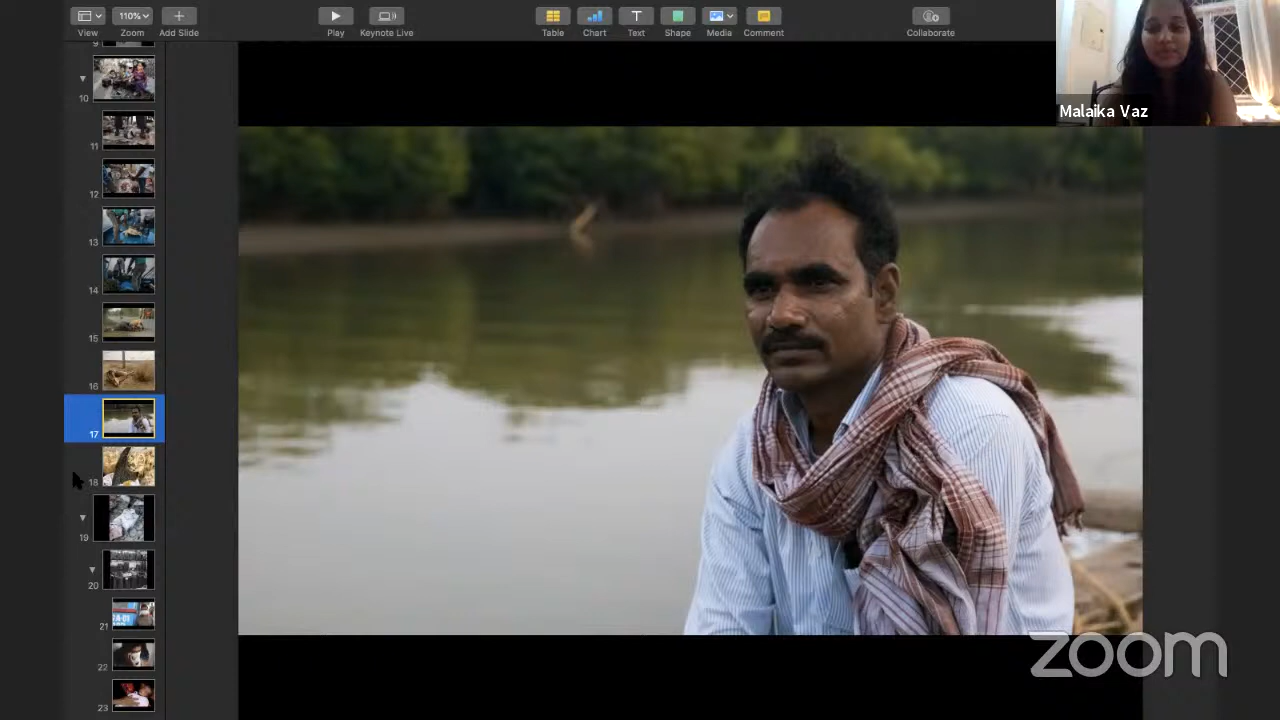 110%
View
Zoom
Add Slide
Play
Keynote Live
Table
Chart
Text
Shape
Media
Comment
Collaborate
Malaika Vaz
9
10
11
12
13
14
15
16
17
18
19
20
21
22
23
zoom